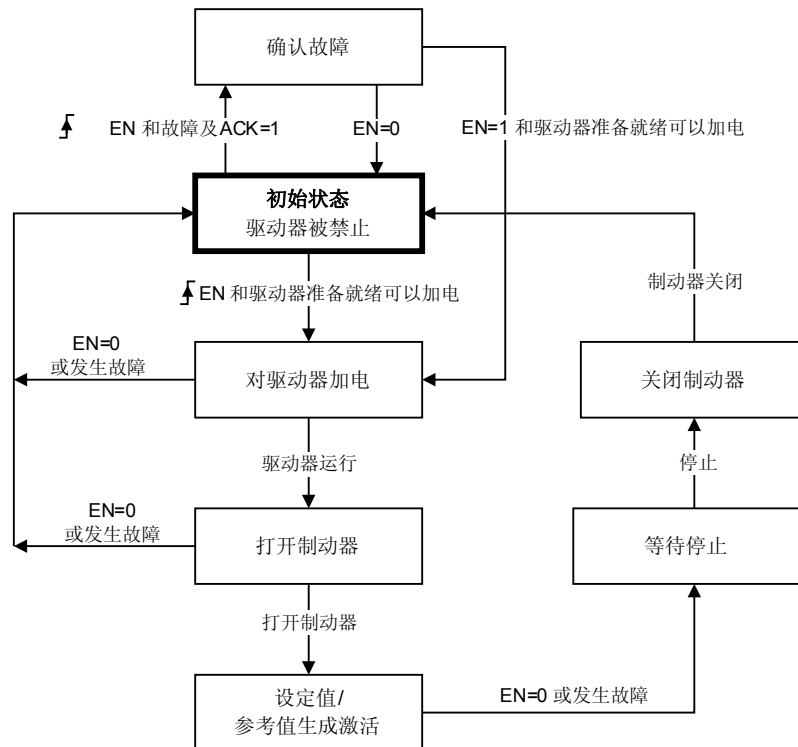 确认故障
EN 和故障及ACK=1
EN=0
EN=1 和驱动器准备就绪可以加电
初始状态
驱动器被禁止
EN 和驱动器准备就绪可以加电
制动器关闭
EN=0
或发生故障
对驱动器加电
关闭制动器
驱动器运行
停止
EN=0
或发生故障
打开制动器
等待停止
打开制动器
设定值/
参考值生成激活
EN=0 或发生故障